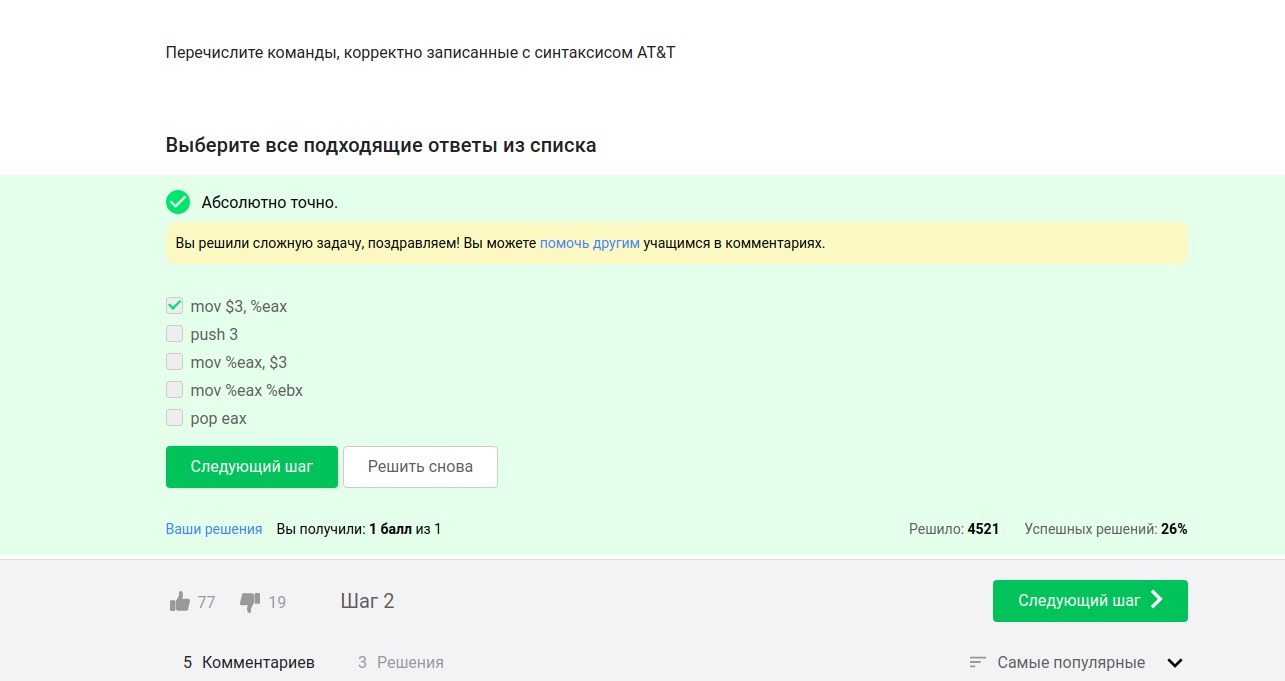 Перечислите команды, корректно записанные с синтаксисом AT&T
Выберите все подходящие ответы из списка
Абсолютно точно.
Вы решили сложную задачу, поздравляем! Вы можете помочь другим учащимся в комментариях.
mov $3, %eax
push 3
mov %eax, $3
mov %eax %ebx
pop eax
Следующий шаг Решить снова
Ваши решения Вы получили: 1 балл из 1 Решило: 4521 Успешных решений: 26%
77 19 Шаг 2 Следующий шаг
5 Комментариев 3 Решения Самые популярные